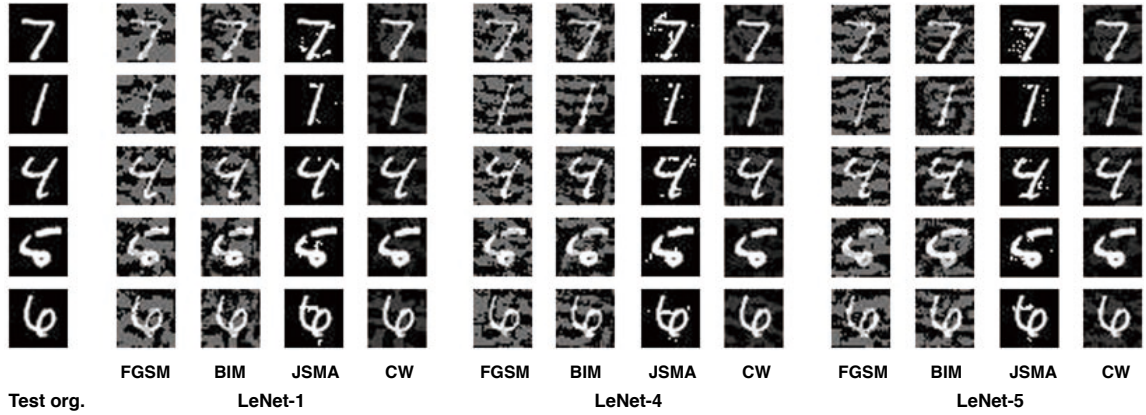 FGSM BIM JSMA CW FGSM BIM JSMA CW FGSM BIM JSMA CW
Test org. LeNet-1 LeNet-4 LeNet-5